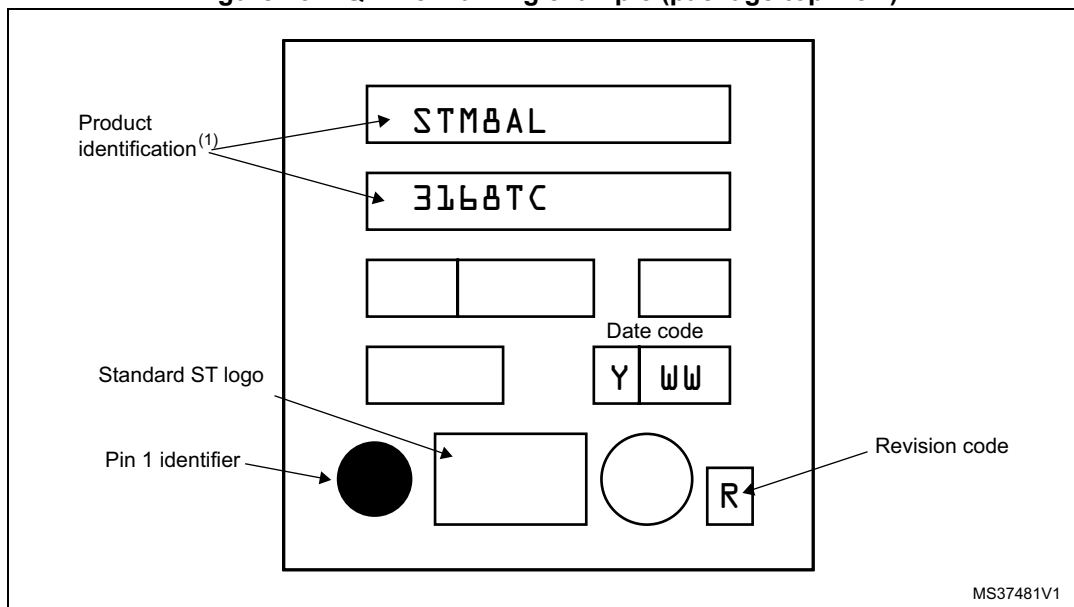 Product
identification(1)
STM8AL
3168TC
Date code
Y WW
Standard ST logo
Pin 1 identifier
Revision code
R
MS37481V1